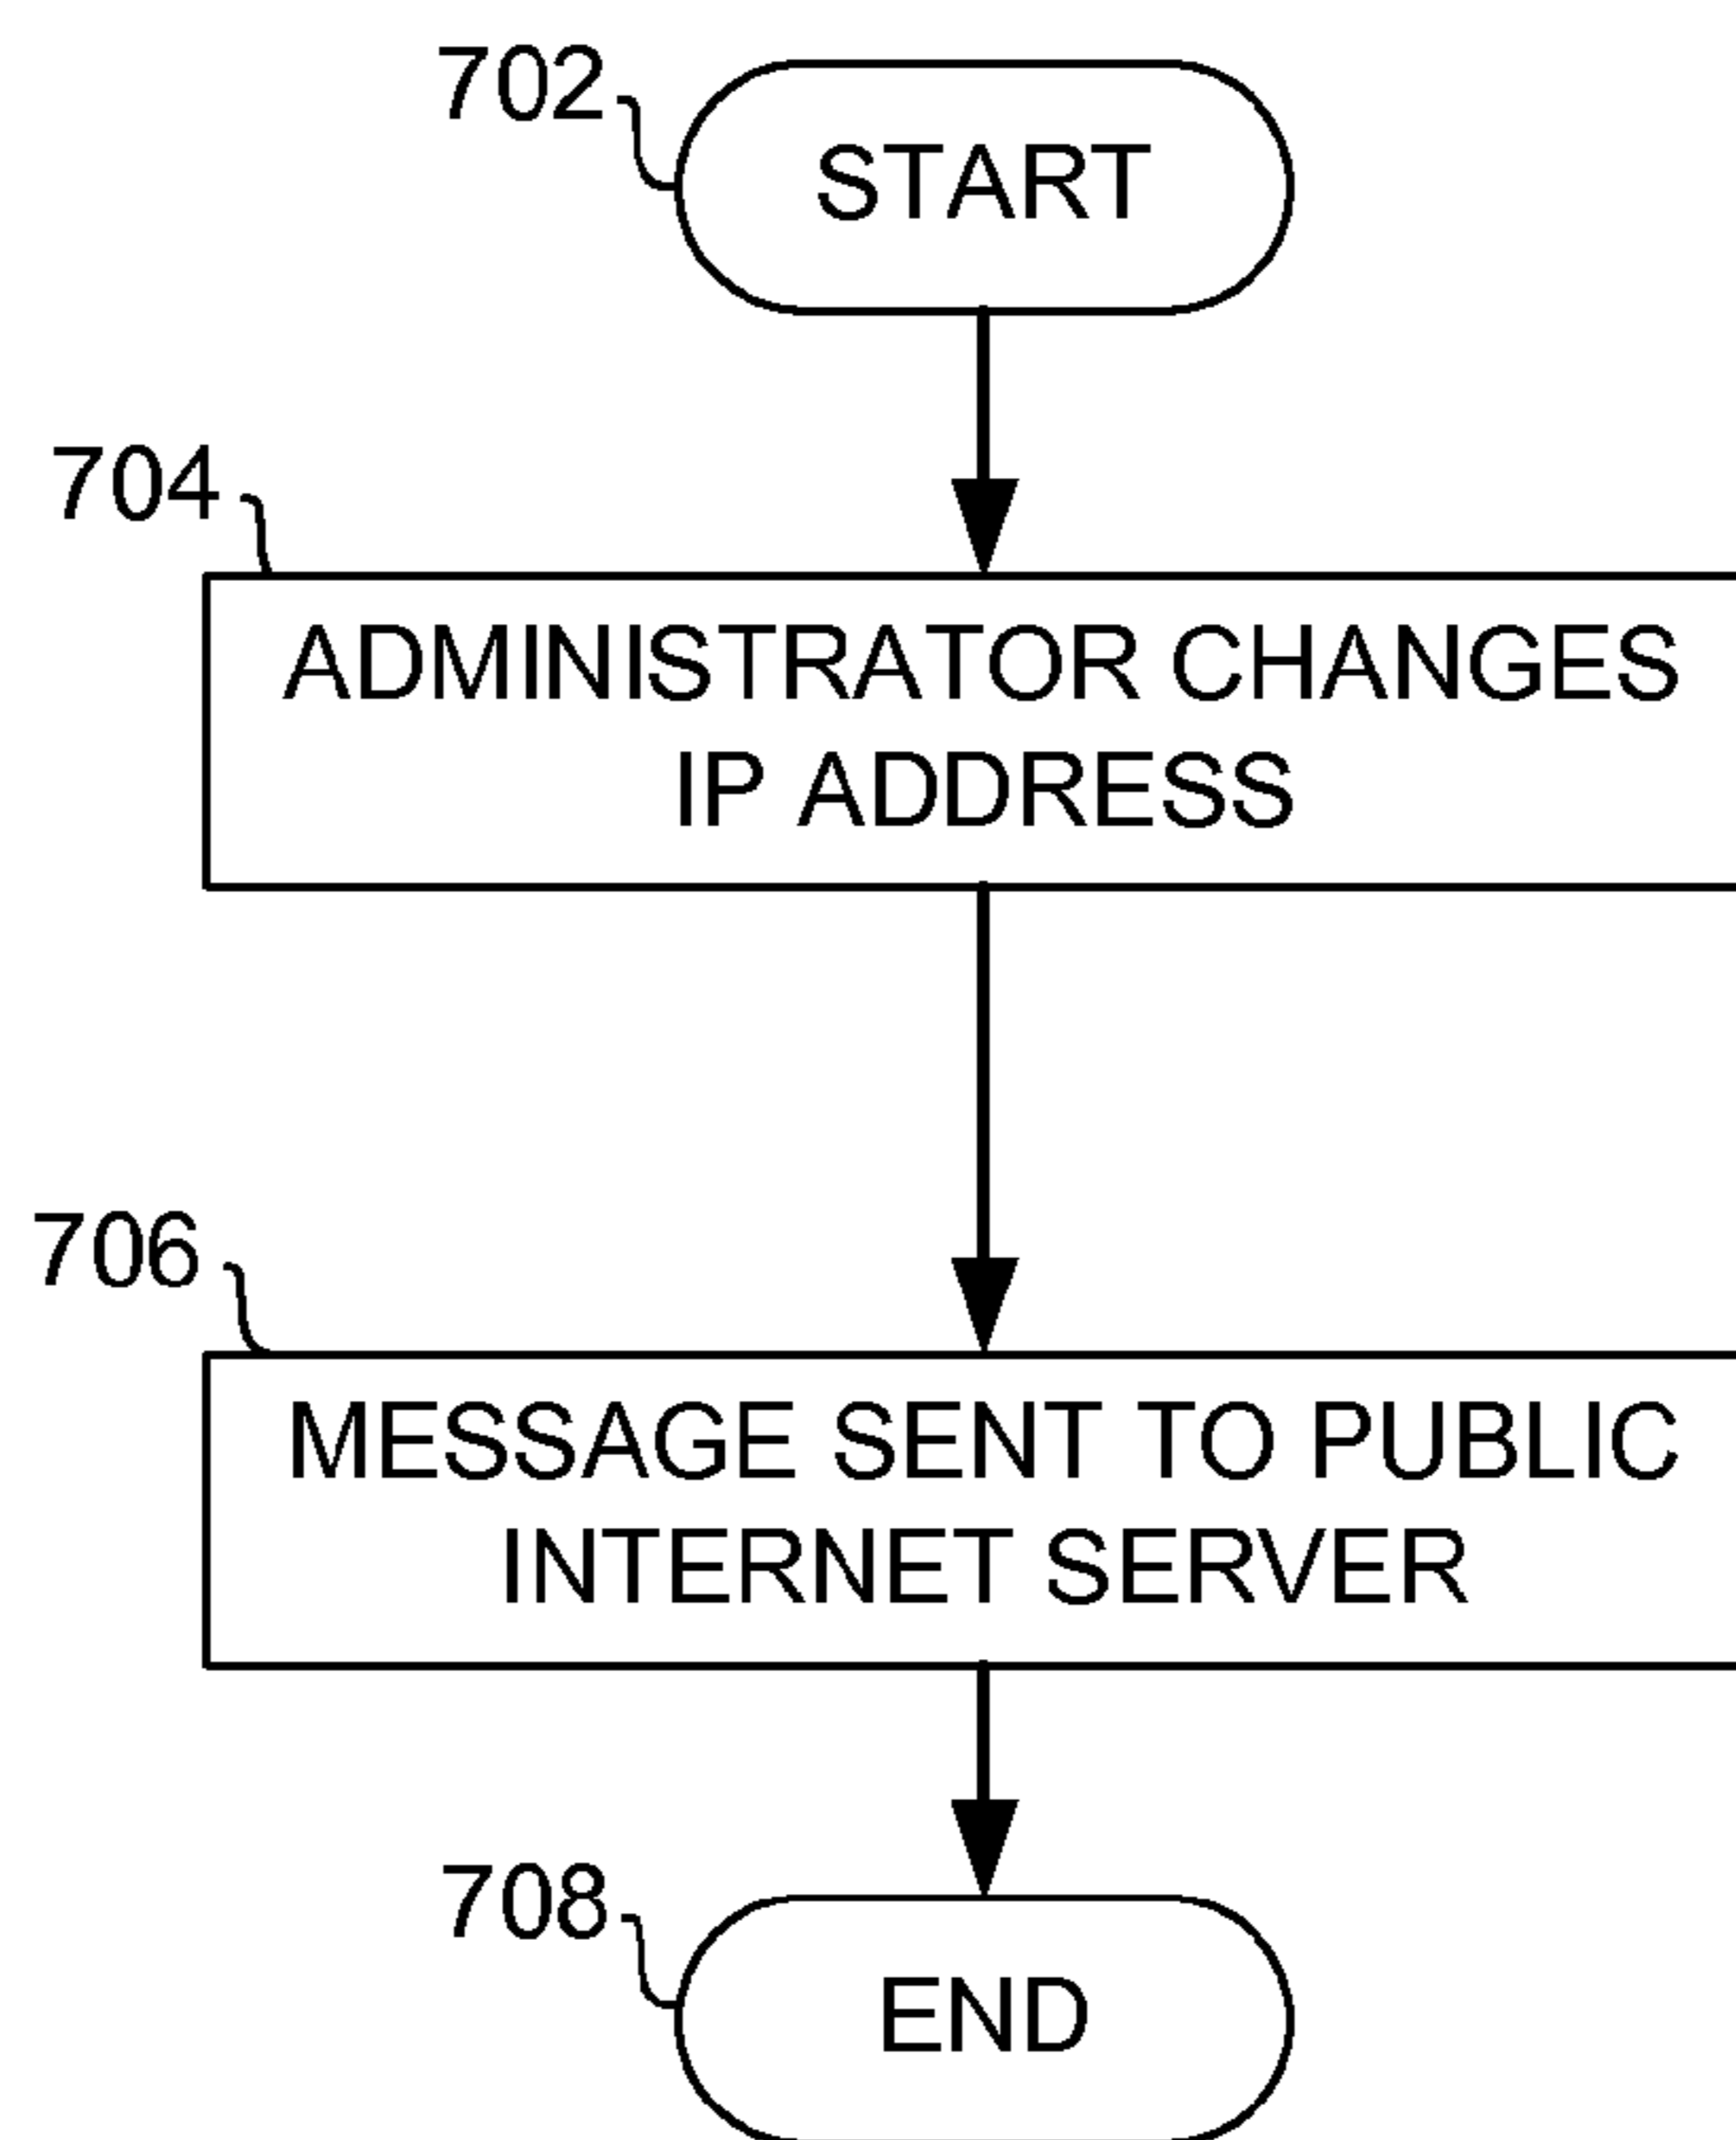 702
START
704
ADMINISTRATOR CHANGES
IP ADDRESS
706
MESSAGE SENT TO PUBLIC
INTERNET SERVER
708
END